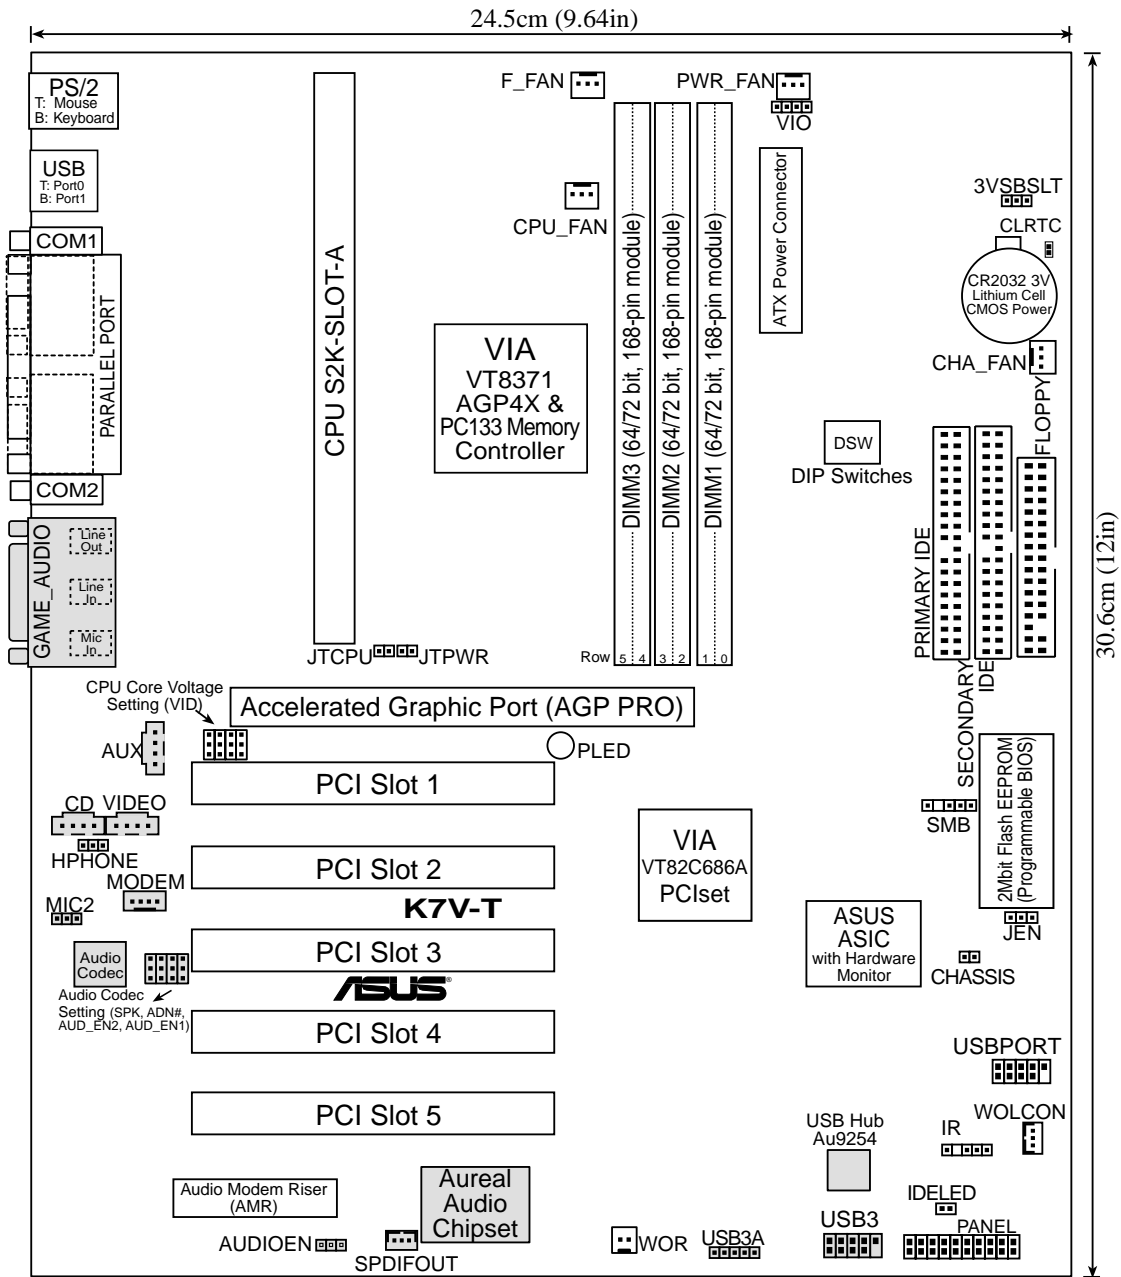 24.5cm (9.64in)
PS/2
T: Mouse
B: Keyboard
F_FAN
PWR_FAN
VIO
USB
T: Port0
B: Port1
3VSBSLT
CPU_FAN
CLRTC
COM1
CR2032 3V
Lithium Cell
CMOS Power
ATX Power Connector
PARALLEL PORT
CPU S2K-SLOT-A
VIA
VT8371
AGP4X &
PC133 Memory
Controller
DIMM3 (64/72 bit, 168-pin module)
DIMM2 (64/72 bit, 168-pin module)
DIMM1 (64/72 bit, 168-pin module)
CHA_FAN
FLOPPY
DSW
DIP Switches
COM2
GAME_AUDIO
Line
Out
Line
In
Mic
In
PRIMARY IDE
SECONDARY
IDE
30.6cm (12in)
JTCPU
JTPWR
Row
5 4
3 2
1 0
CPU Core Voltage
Setting (VID)
Accelerated Graphic Port (AGP PRO)
AUX
PLED
PCI Slot 1
2Mbit Flash EEPROM
(Programmable BIOS)
CD
VIDEO
SMB
HPHONE
VIA
VT82C686A
PCIset
PCI Slot 2
MODEM
K7V-T
MIC2
ASUS
ASIC
with Hardware
Monitor
JEN
Audio
Codec
PCI Slot 3
CHASSIS
ASUS®
Audio Codec
Setting (SPK, ADN#,
AUD_EN2, AUD_EN1)
PCI Slot 4
USBPORT
PCI Slot 5
USB Hub
Au9254
IR
WOLCON
Audio Modem Riser
(AMR)
Aureal
Audio
Chipset
IDELED
USB3
PANEL
AUDIOEN
SPDIFOUT
WOR
USB3A